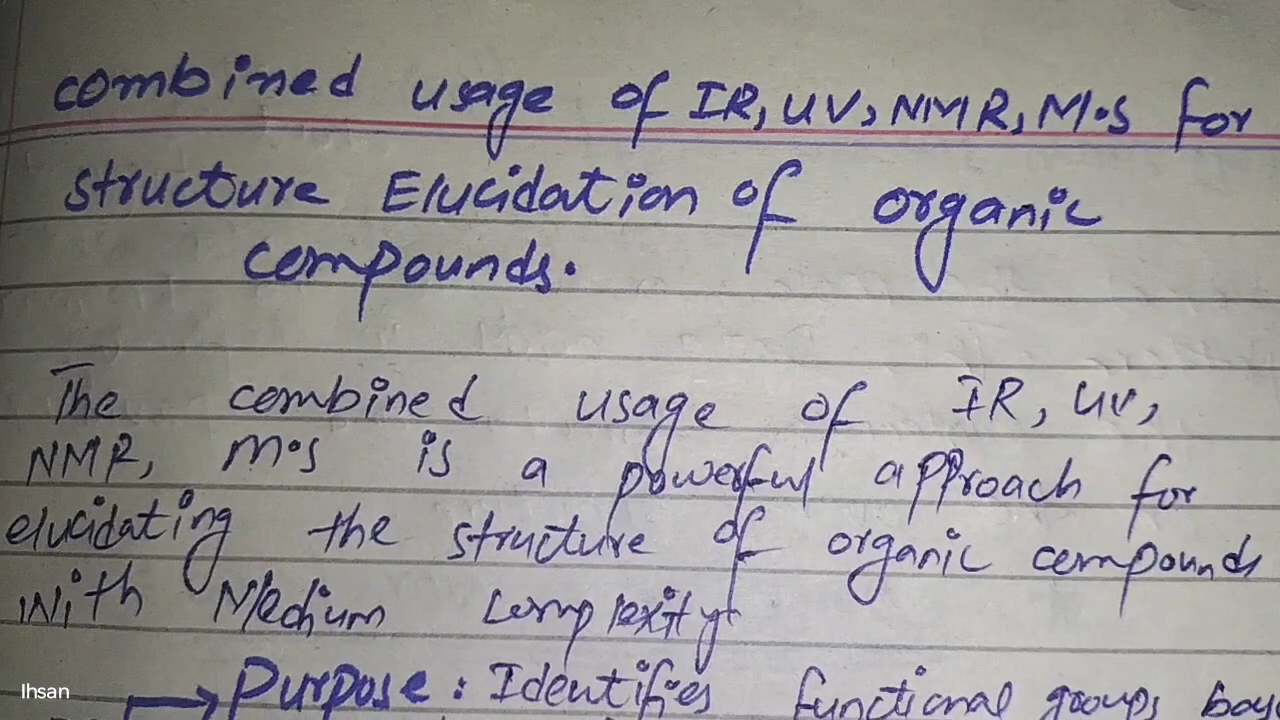 combined usage of IR, UV, NMR, M.S for
structure Elucidation of organic
compounds.
The combined usage of IR, UV,
NMR, M.S is a powerful approach for
elucidating the structure of organic compounds
with Medium complexity
Purpose: Identifies functional groups
Ihsan